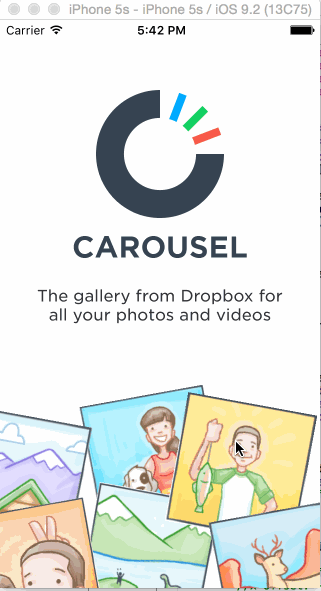 iPhone 5s - iPhone 5s / iOS 9.2 (13C75)
Carrier 5:42 PM
CAROUSEL
The gallery from Dropbox for
all your photos and videos